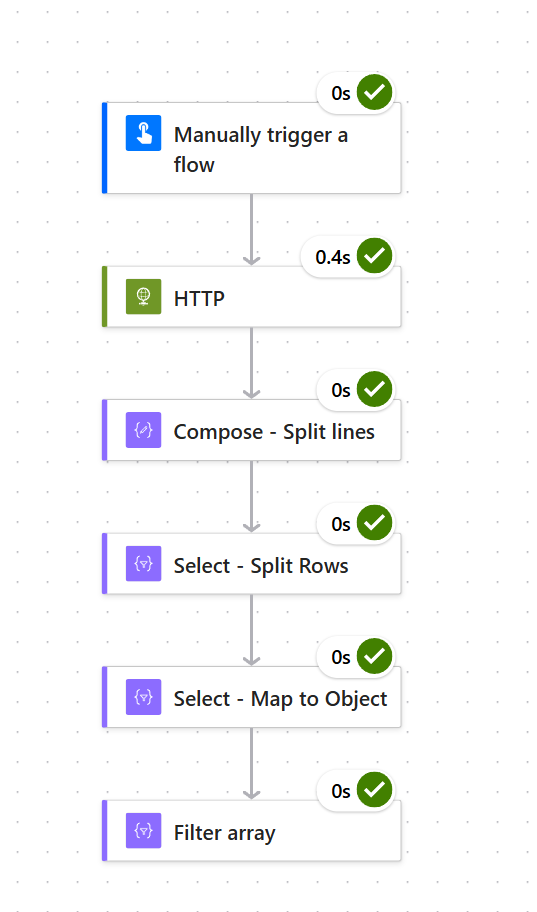 0s
Manually trigger a
flow
0.4s
HTTP
0s
Compose - Split lines
0s
Select - Split Rows
0s
Select - Map to Object
0s
Filter array